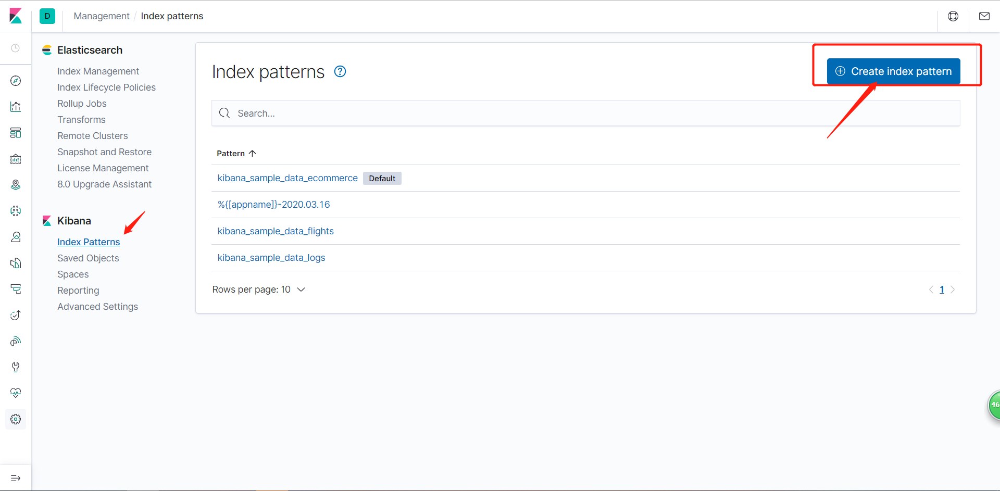 D
Management / Index patterns
Elasticsearch
Index Management
Index Lifecycle Policies
Rollup Jobs
Transforms
Remote Clusters
Snapshot and Restore
License Management
8.0 Upgrade Assistant
Kibana
Index Patterns
Saved Objects
Spaces
Reporting
Advanced Settings
Index patterns
Create index pattern
Search...
Pattern
kibana_sample_data_ecommerce Default
%{[appname]}-2020.03.16
kibana_sample_data_flights
kibana_sample_data_logs
Rows per page: 10
1
46